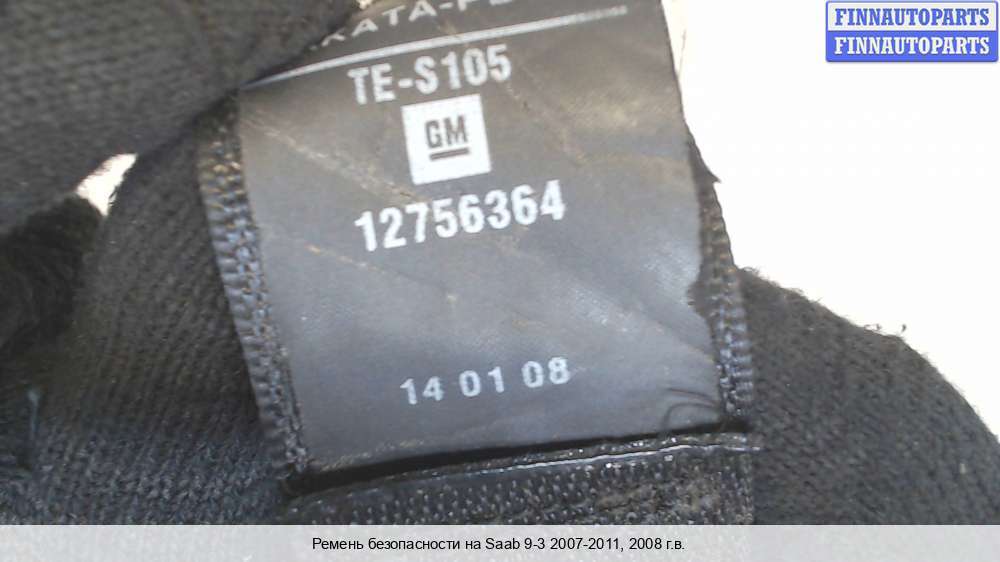 FINNAUTOPARTS
FINNAUTOPARTS
TE-S105
GM
12756364
14 01 08
Ремень безопасности на Saab 9-3 2007-2011, 2008 г.в.